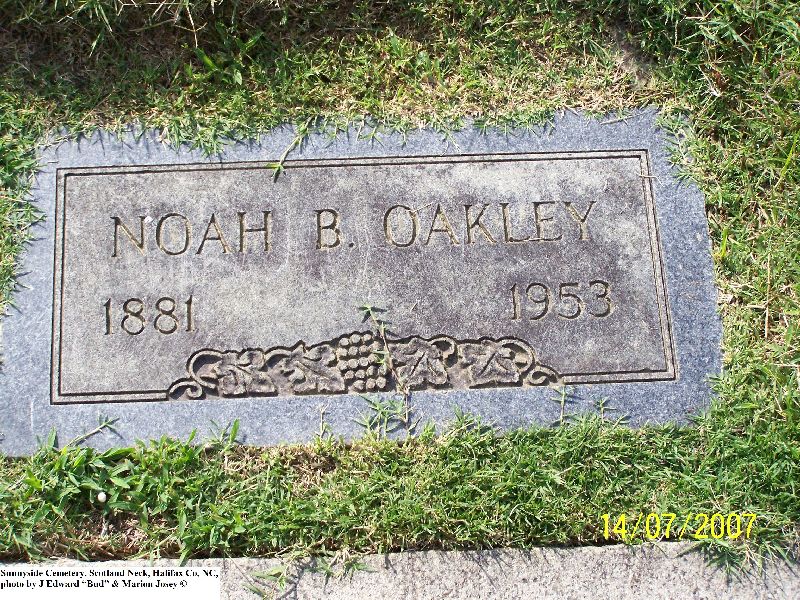 NOAH B. OAKLEY
1881 1953
14/07/2007
Sunnyside Cemetery, Scotland Neck, Halifax Co, NC,
photo by J Edward "Bud" & Marion Josey ©